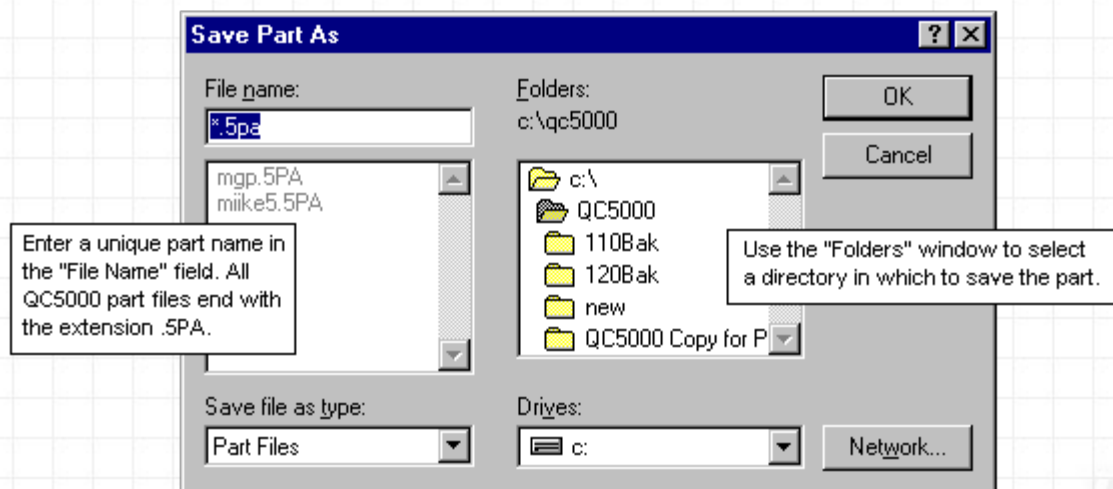 Save Part As
File name:
*.5pa
mgp.5PA
miike5.5PA
Enter a unique part name in
the "File Name" field. All
QC5000 part files end with
the extension .5PA.
Save file as type:
Part Files
Folders:
c:\qc5000
c:\
QC5000
110Bak
120Bak
new
QC5000 Copy for P
Drives:
c:
OK
Cancel
Use the "Folders" window to select
a directory in which to save the part.
Network...